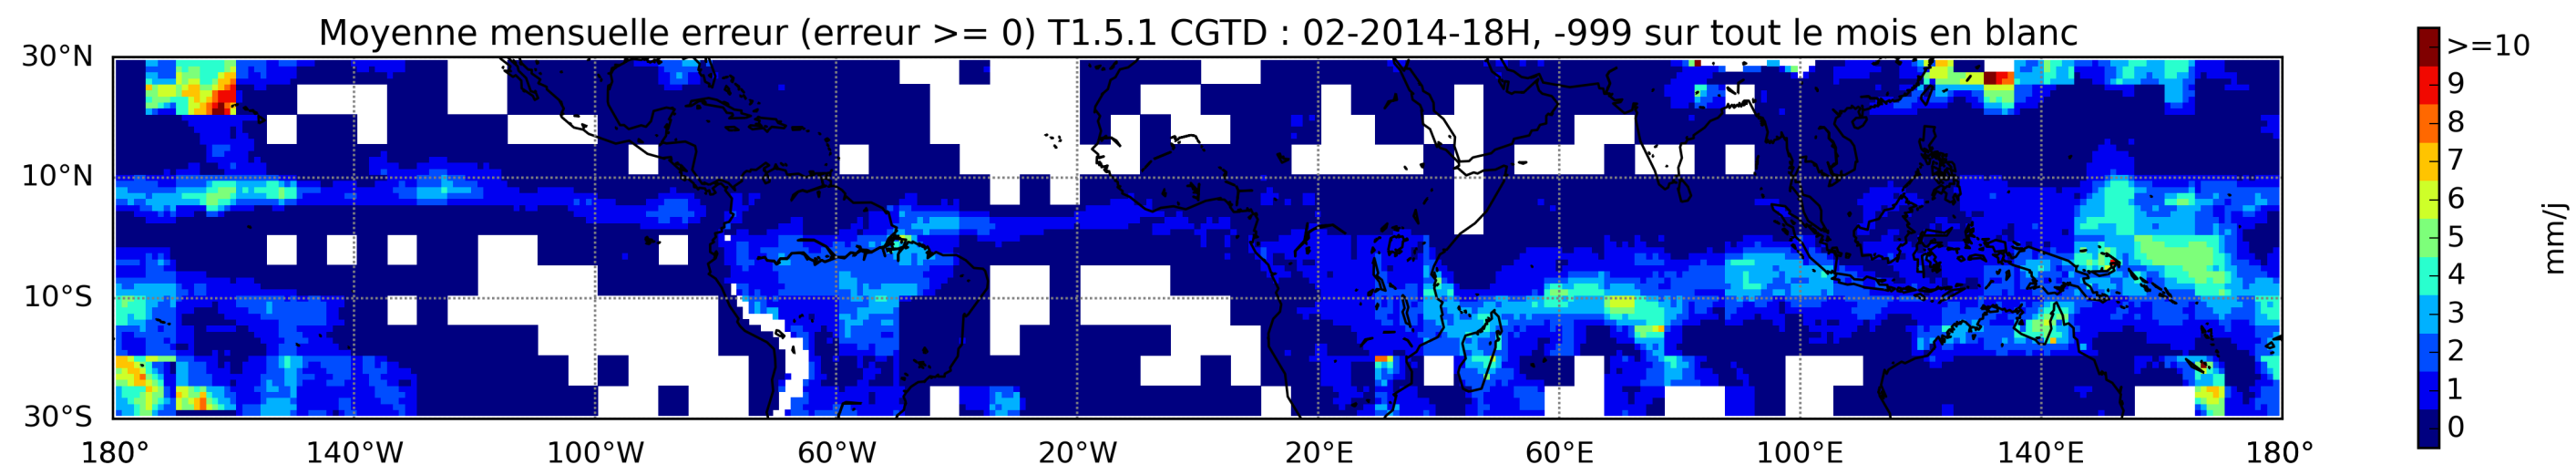 Moyenne mensuelle erreur (erreur >= 0) T1.5.1 CGTD : 02-2014-18H, -999 sur tout le mois en blanc
30°N
10°N
10°S
30°S
180°
140°W
100°W
60°W
20°W
20°E
60°E
100°E
140°E
180°
>=10
9
8
7
6
5
4
3
2
1
0
mm/j